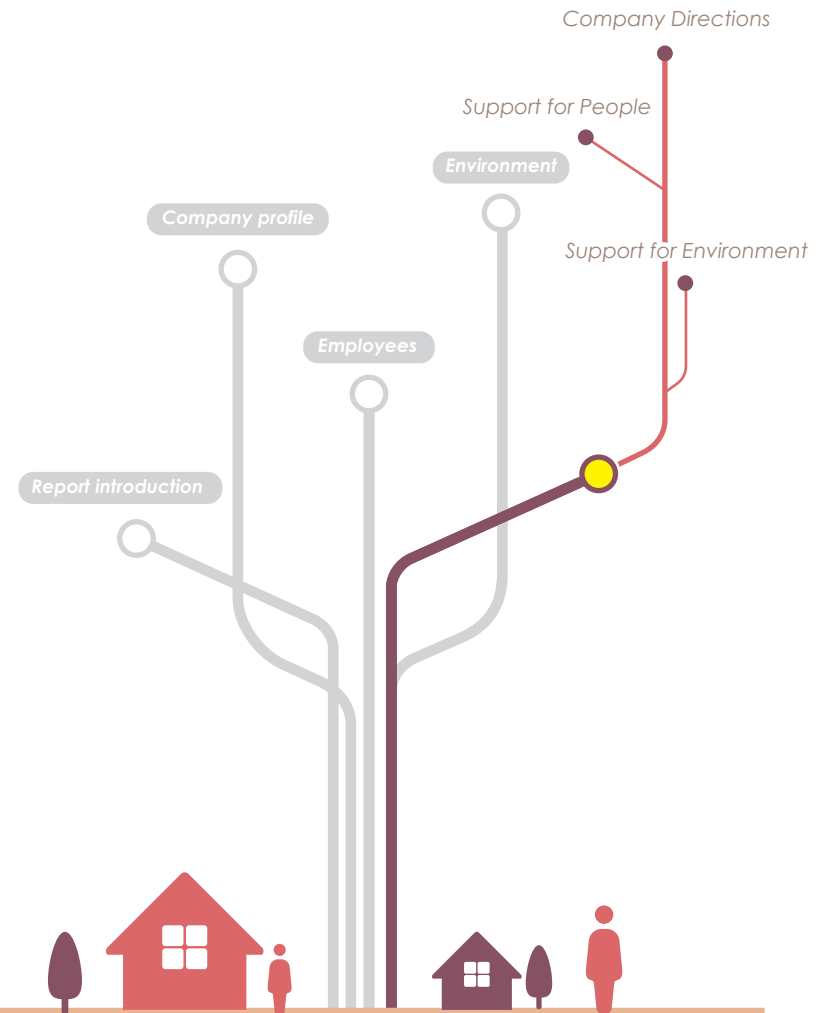 Company Directions
Support for People
Environment
Company profile
Support for Environment
Employees
Report introduction